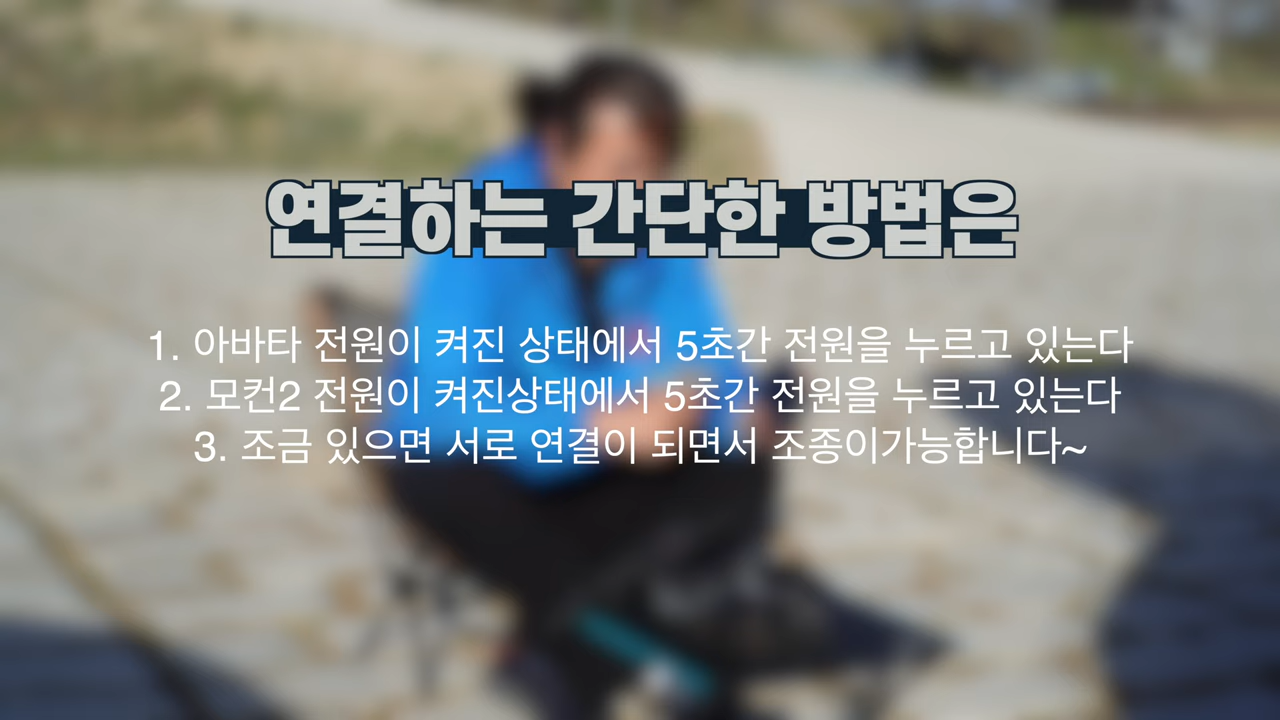 연결하는 간단한 방법은
1. 아바타 전원이 켜진 상태에서 5초간 전원을 누르고 있는다
2. 모컨2 전원이 켜진상태에서 5초간 전원을 누르고 있는다
3. 조금 있으면 서로 연결이 되면서 조종이가능합니다~